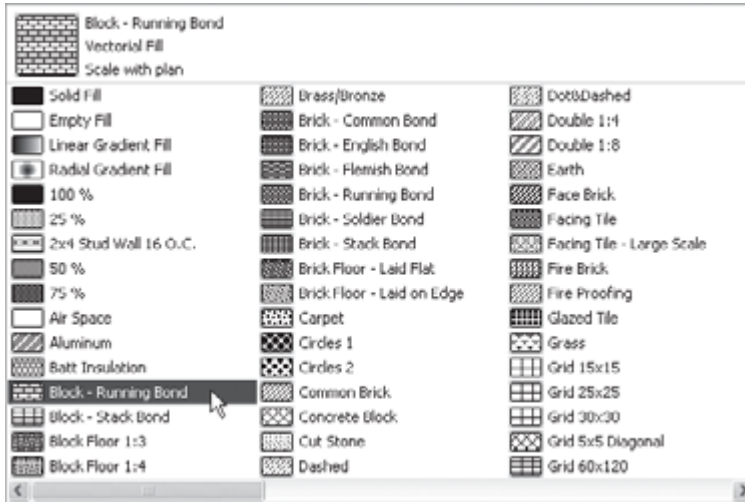 Block - Running Bond
Vectorial Fill
Scale with plan
Solid Fill
Empty Fill
Linear Gradient Fill
Radial Gradient Fill
100 %
25 %
2x4 Stud Wall 16 O.C.
50 %
75 %
Air Space
Aluminum
Batt Insulation
Block - Running Bond
Block - Stack Bond
Block Floor 1:3
Block Floor 1:4
Brass/Bronze
Brick - Common Bond
Brick - English Bond
Brick - Flemish Bond
Brick - Running Bond
Brick - Soldier Bond
Brick - Stack Bond
Brick Floor - Laid Flat
Brick Floor - Laid on Edge
Carpet
Circles 1
Circles 2
Common Brick
Concrete Block
Cut Stone
Dashed
Dot&Dashed
Double 1:4
Double 1:8
Earth
Face Brick
Facing Tile
Facing Tile - Large Scale
Fire Brick
Fire Proofing
Glazed Tile
Grass
Grid 15x15
Grid 25x25
Grid 30x30
Grid 5x5 Diagonal
Grid 60x120